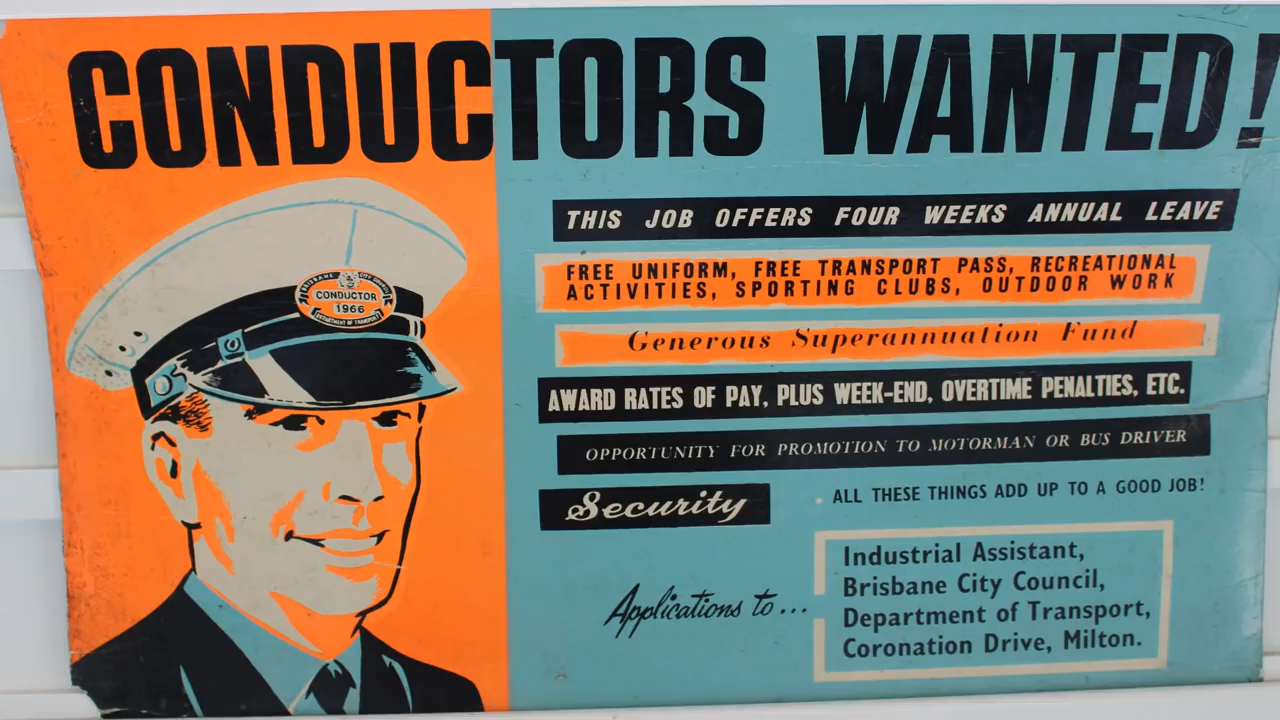 CONDUCTORS WANTED!
BRISBANE CITY COUNCIL
CONDUCTOR
1966
DEPARTMENT OF TRANSPORT
THIS JOB OFFERS FOUR WEEKS ANNUAL LEAVE
FREE UNIFORM, FREE TRANSPORT PASS, RECREATIONAL
ACTIVITIES, SPORTING CLUBS, OUTDOOR WORK
Generous Superannuation Fund
AWARD RATES OF PAY, PLUS WEEK-END, OVERTIME PENALTIES, ETC.
OPPORTUNITY FOR PROMOTION TO MOTORMAN OR BUS DRIVER
Security
ALL THESE THINGS ADD UP TO A GOOD JOB!
Applications to...
Industrial Assistant,
Brisbane City Council,
Department of Transport,
Coronation Drive, Milton.